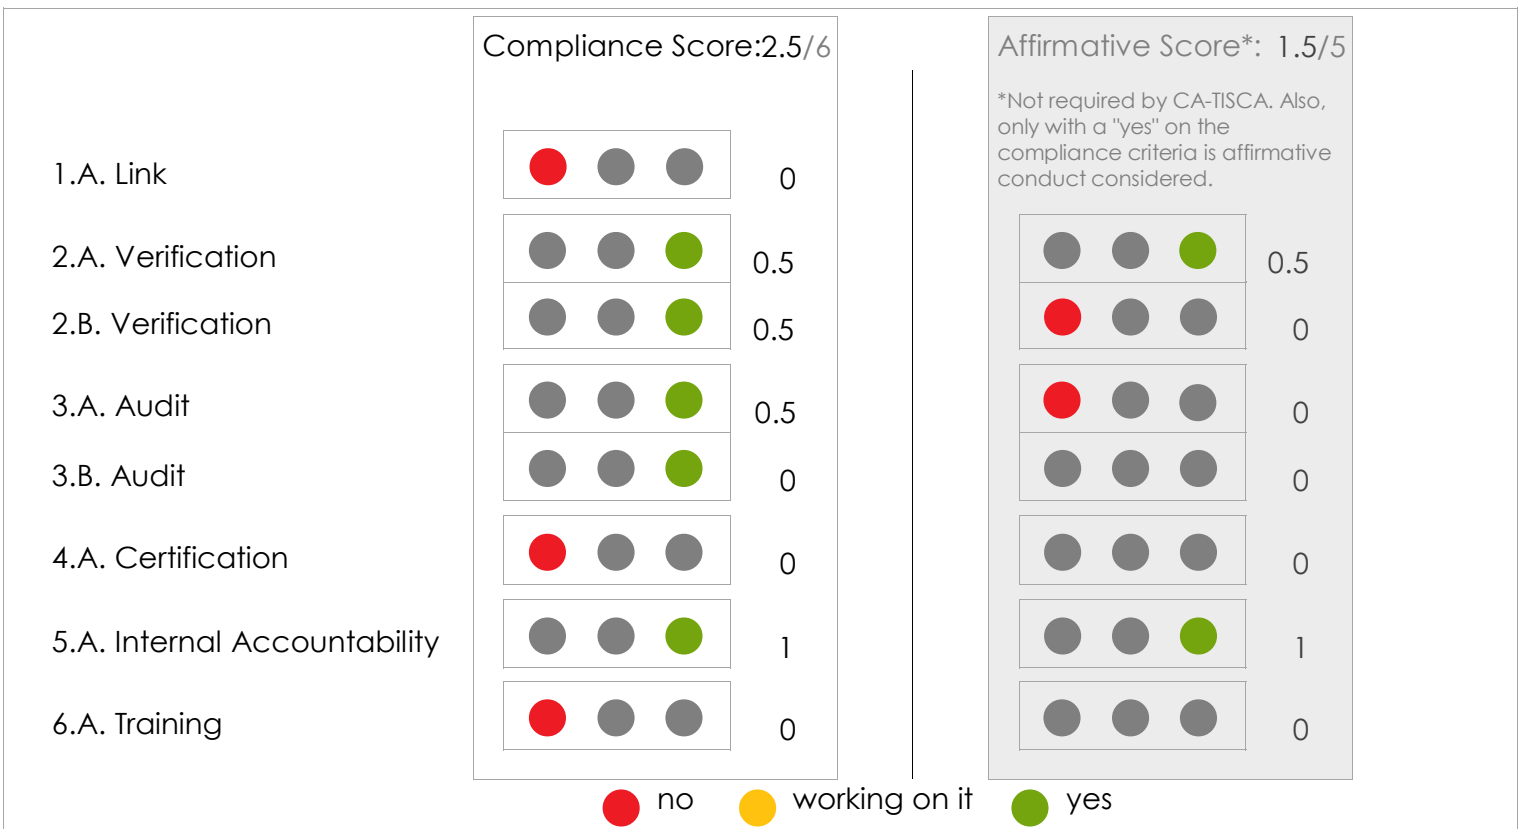 Compliance Score:2.5/6
Affirmative Score*: 1.5/5
*Not required by CA-TISCA. Also,
only with a "yes" on the
compliance criteria is affirmative
conduct considered.
1.A. Link 0
2.A. Verification 0.5 0.5
2.B. Verification 0.5 0
3.A. Audit 0.5 0
3.B. Audit 0 0
4.A. Certification 0 0
5.A. Internal Accountability 1 1
6.A. Training 0 0
no working on it yes